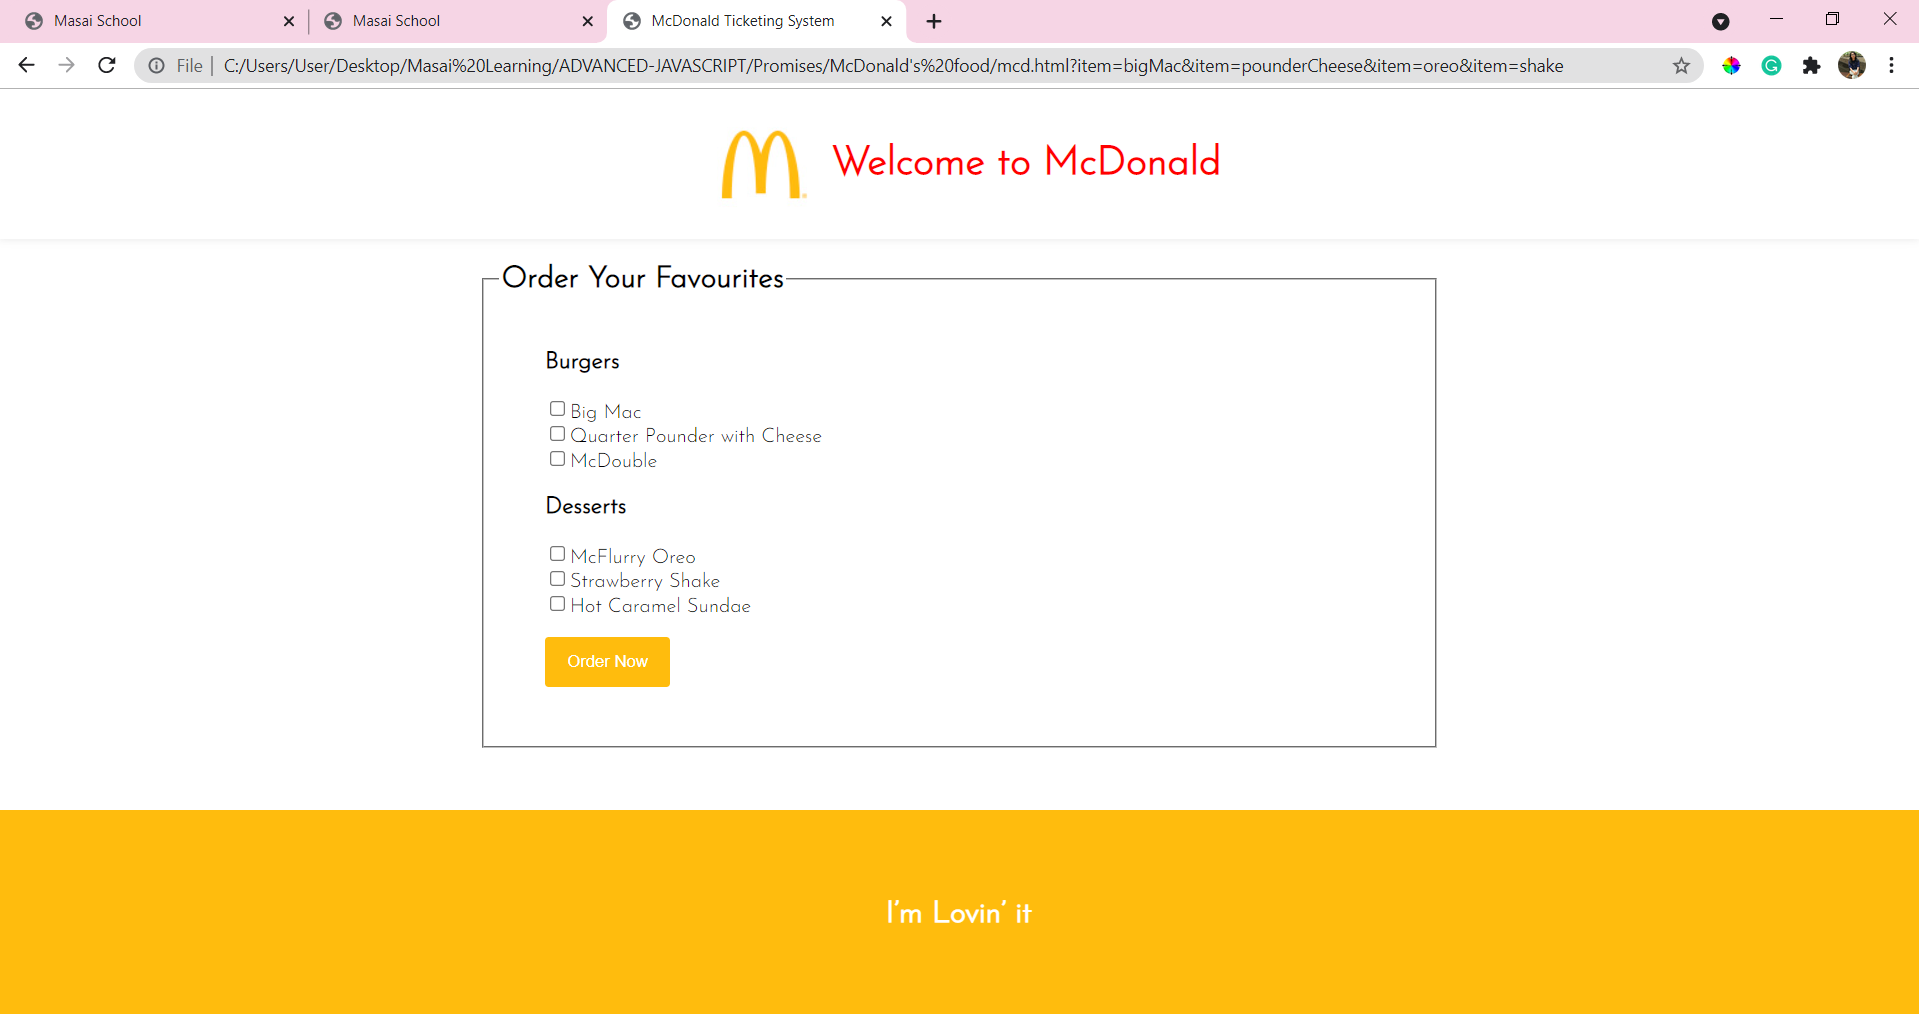 Masai School
Masai School
McDonald Ticketing System
File
C:/Users/User/Desktop/Masai%20Learning/ADVANCED-JAVASCRIPT/Promises/McDonald's%20food/mcd.html?item=bigMac&item=pounderCheese&item=oreo&item=shake
Welcome to McDonald
Order Your Favourites
Burgers
Big Mac
Quarter Pounder with Cheese
McDouble
Desserts
McFlurry Oreo
Strawberry Shake
Hot Caramel Sundae
Order Now
I'm Lovin' it